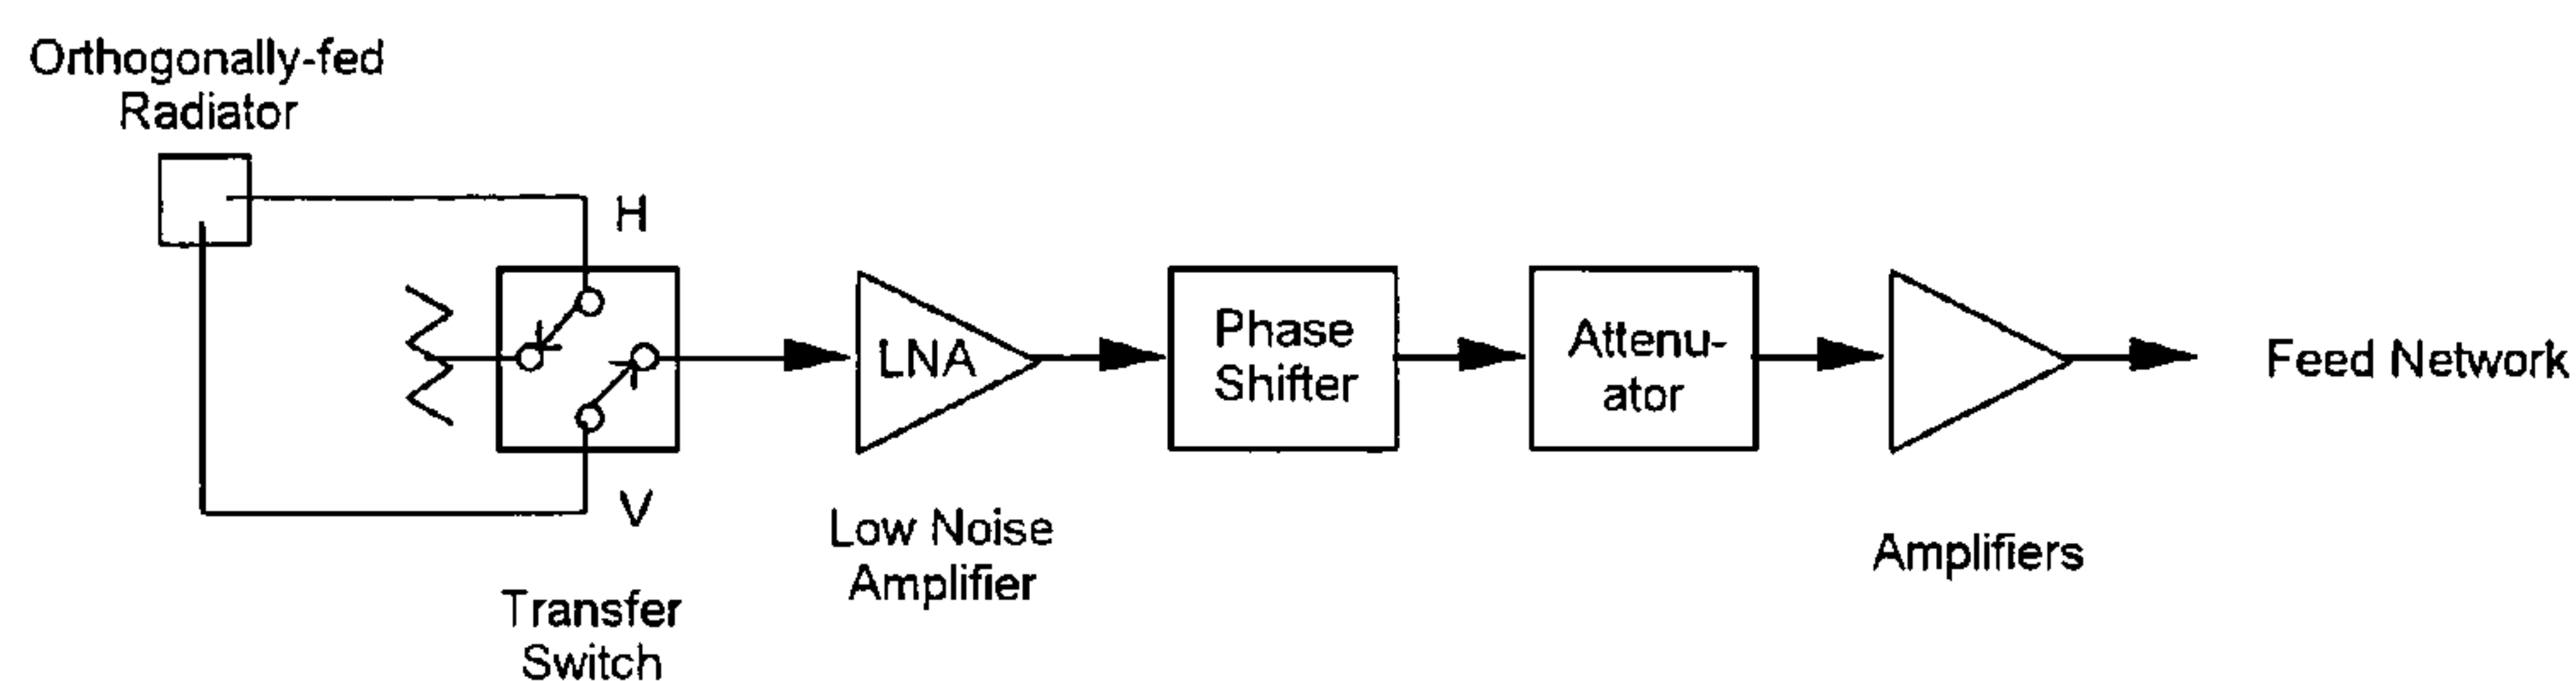 Orthogonally-fed
Radiator
H
LNA
Phase
Shifter
Attenu-
ator
Feed Network
V
Low Noise
Amplifier
Amplifiers
Transfer
Switch